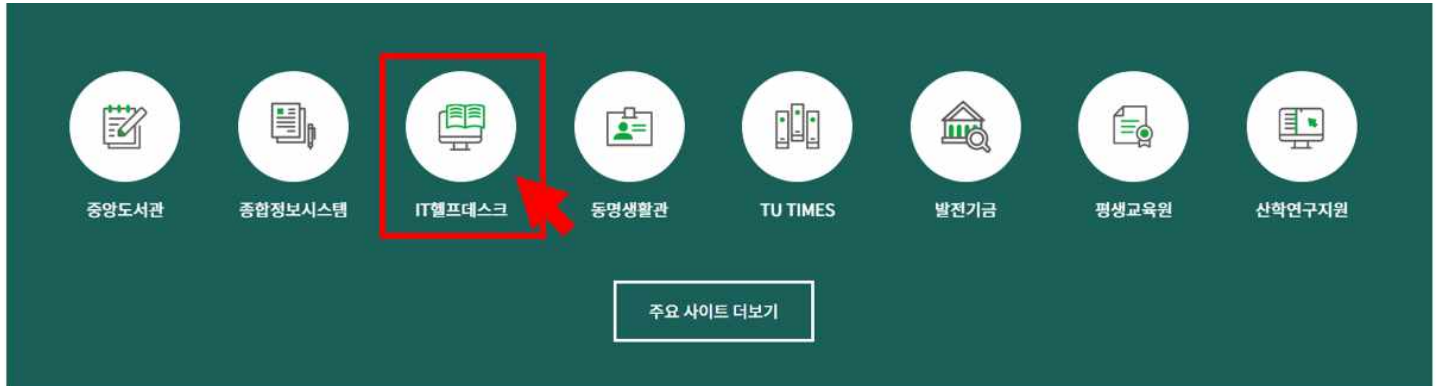 중앙도서관
종합정보시스템
IT헬프데스크
동명생활관
TU TIMES
발전기금
평생교육원
산학연구지원
주요 사이트 더보기